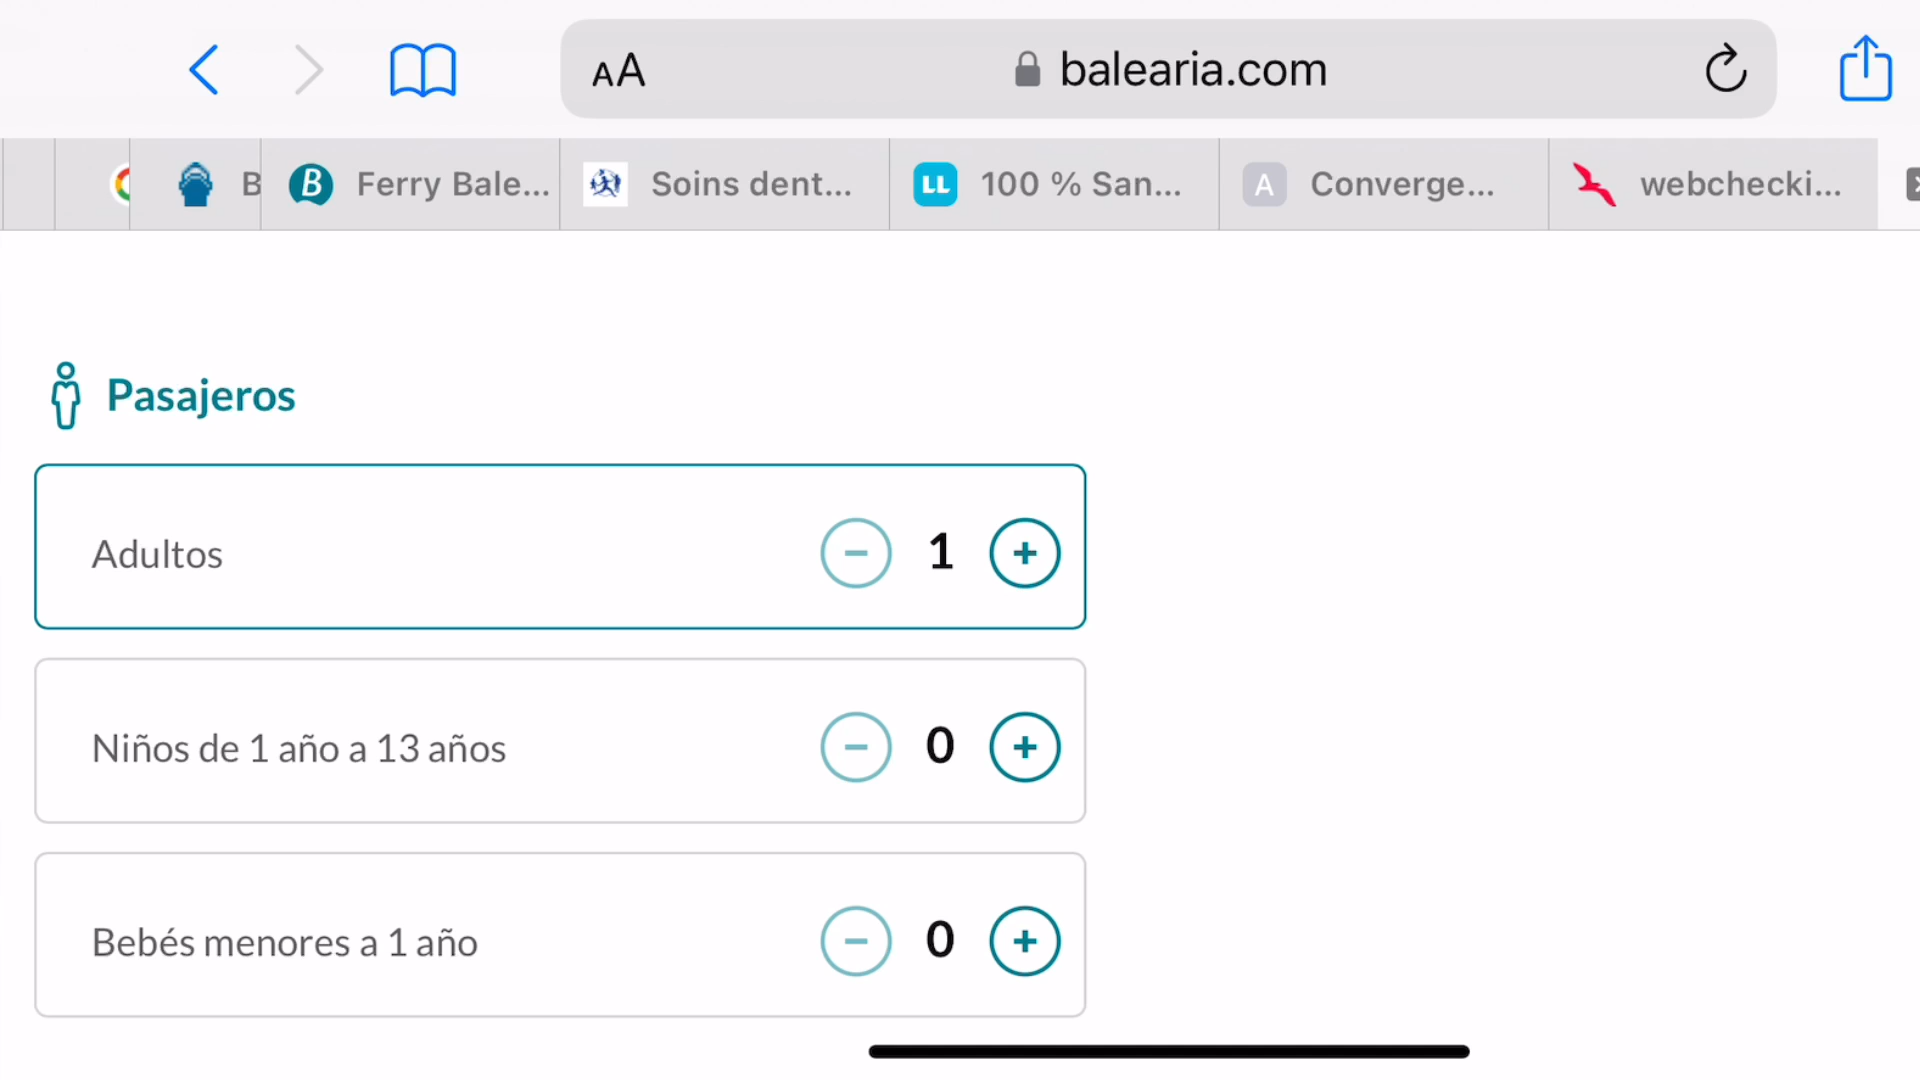 AA balearia.com
B Ferry Bale... Soins dent... LL 100 % San... A Converge... webchecki...
Pasajeros
Adultos - 1 +
Niños de 1 año a 13 años - 0 +
Bebés menores a 1 año - 0 +